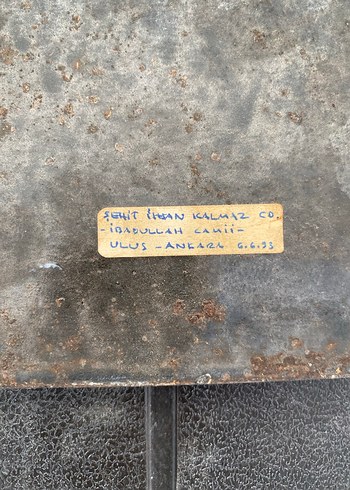 ŞEHİT İHSAN KALMAZ CD.
- İBADULLAH CAMİİ -
ULUS - ANKARA 6.6.93